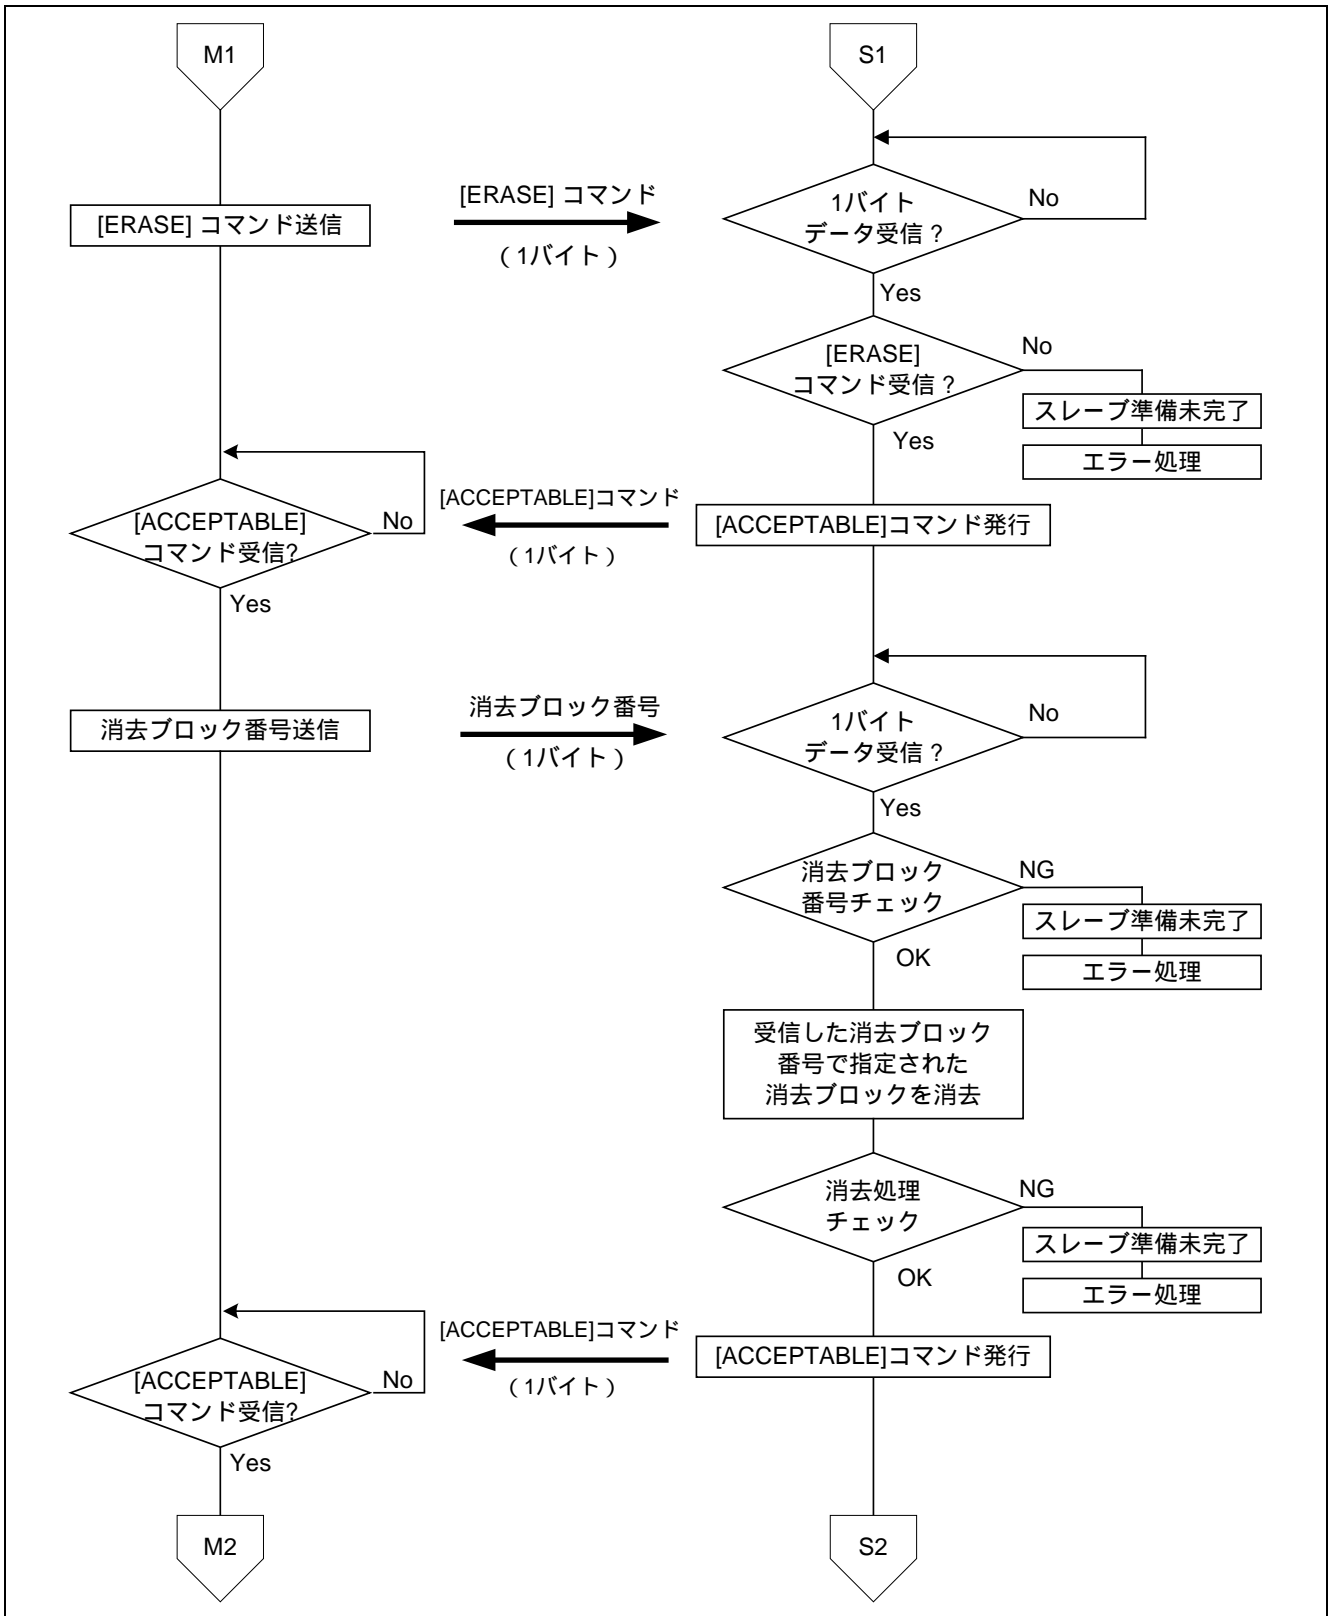 M1
S1
[ERASE] コマンド送信
[ERASE] コマンド
（1バイト）
1バイト
データ受信？
No
Yes
[ERASE]
コマンド受信？
No
スレーブ準備未完了
エラー処理
Yes
[ACCEPTABLE]
コマンド受信?
No
[ACCEPTABLE]コマンド
（1バイト）
[ACCEPTABLE]コマンド発行
Yes
消去ブロック番号送信
消去ブロック番号
（1バイト）
1バイト
データ受信？
No
Yes
消去ブロック
番号チェック
NG
スレーブ準備未完了
エラー処理
OK
受信した消去ブロック
番号で指定された
消去ブロックを消去
消去処理
チェック
NG
スレーブ準備未完了
エラー処理
OK
[ACCEPTABLE]
コマンド受信?
No
[ACCEPTABLE]コマンド
（1バイト）
[ACCEPTABLE]コマンド発行
Yes
M2
S2